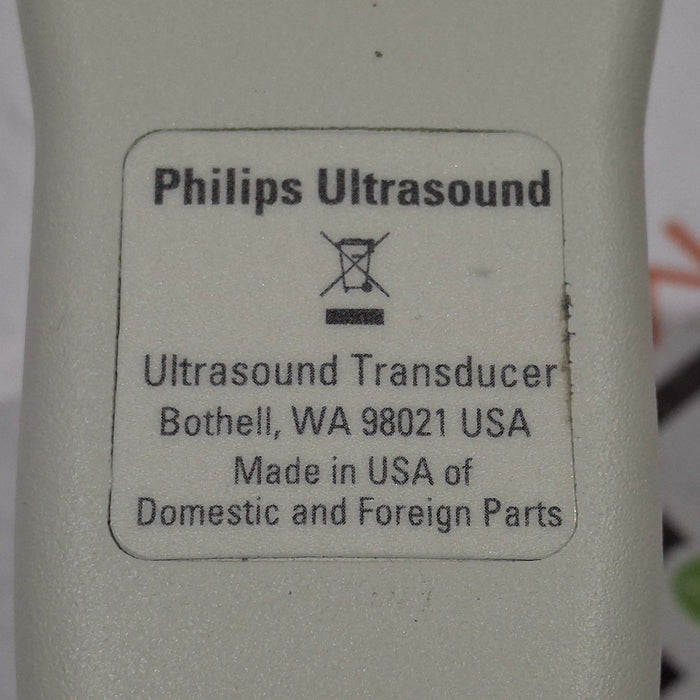 Philips Ultrasound
Ultrasound Transducer
Bothell, WA 98021 USA
Made in USA of
Domestic and Foreign Parts